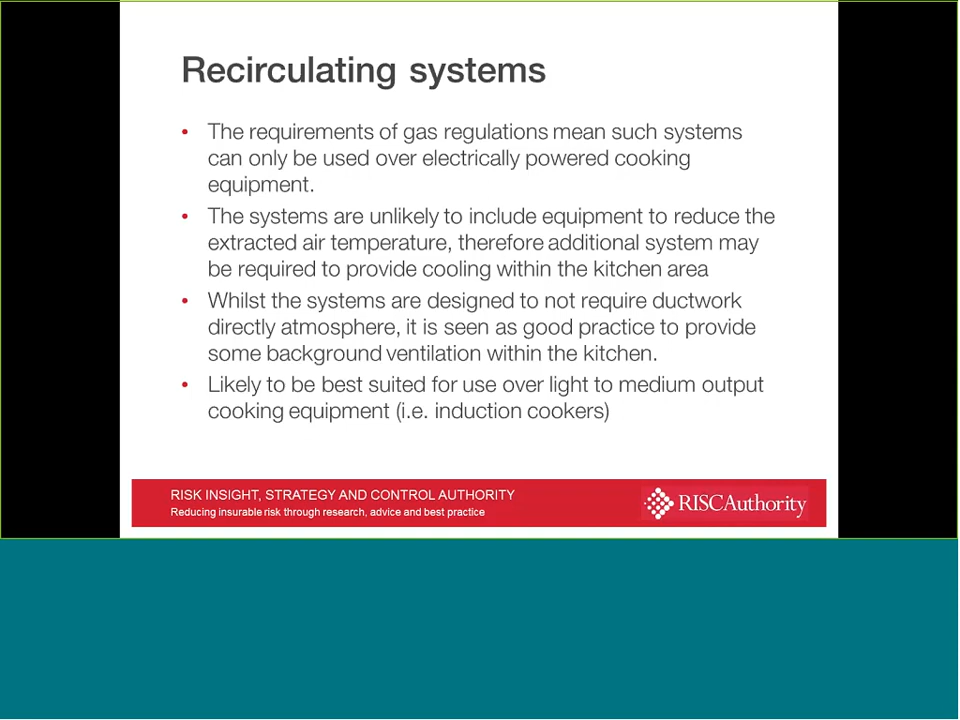 Recirculating systems
• The requirements of gas regulations mean such systems
can only be used over electrically powered cooking
equipment.
• The systems are unlikely to include equipment to reduce the
extracted air temperature, therefore additional system may
be required to provide cooling within the kitchen area
• Whilst the systems are designed to not require ductwork
directly atmosphere, it is seen as good practice to provide
some background ventilation within the kitchen.
• Likely to be best suited for use over light to medium output
cooking equipment (i.e. induction cookers)
RISK INSIGHT, STRATEGY AND CONTROL AUTHORITY
Reducing insurable risk through research, advice and best practice
RISCAuthority